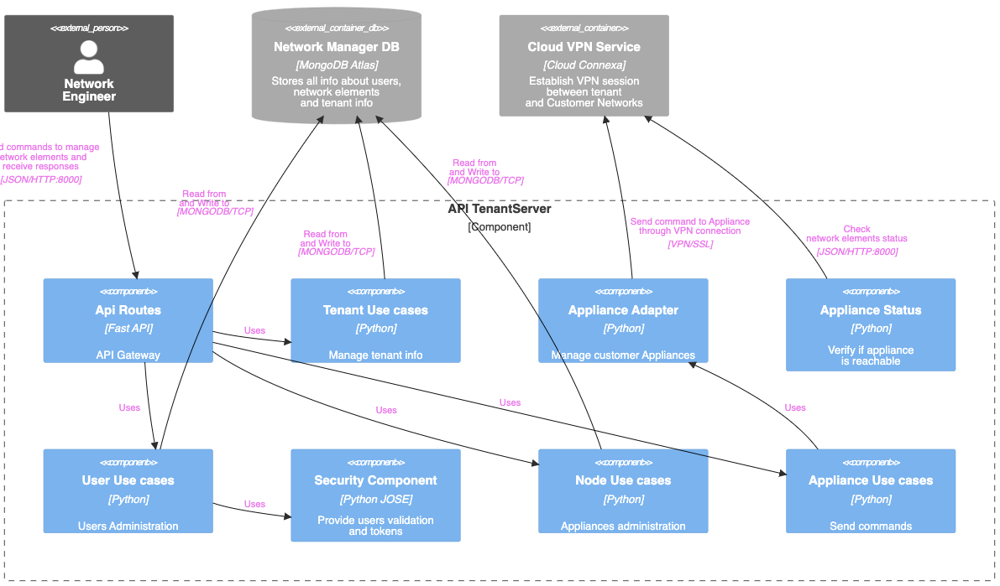 <<external_person>>
Network
Engineer
<<external_container_db>>
Network Manager DB
[MongoDB Atlas]
Stores all info about users,
network elements
and tenant info
<<external_container>>
Cloud VPN Service
[Cloud Connexa]
Establish VPN session
between tenant
and Customer Networks
d commands to manage
etwork elements and
receive responses
[JSON/HTTP:8000]
Read from
and Write to
[MONGODB/TCP]
Read from
and Write to
[MONGODB/TCP]
Read from
and Write to
[MONGODB/TCP]
API TenantServer
[Component]
Send command to Appliance
through VPN connection
[VPN/SSL]
Check
network elements status
[JSON/HTTP:8000]
<<component>>
Api Routes
[Fast API]
API Gateway
<<component>>
Tenant Use cases
[Python]
Manage tenant info
<<component>>
Appliance Adapter
[Python]
Manage customer Appliances
<<component>>
Appliance Status
[Python]
Verify if appliance
is reachable
Uses
Uses
Uses
Uses
Uses
<<component>>
User Use cases
[Python]
Users Administration
Uses
<<component>>
Security Component
[Python JOSE]
Provide users validation
and tokens
<<component>>
Node Use cases
[Python]
Appliances administration
<<component>>
Appliance Use cases
[Python]
Send commands